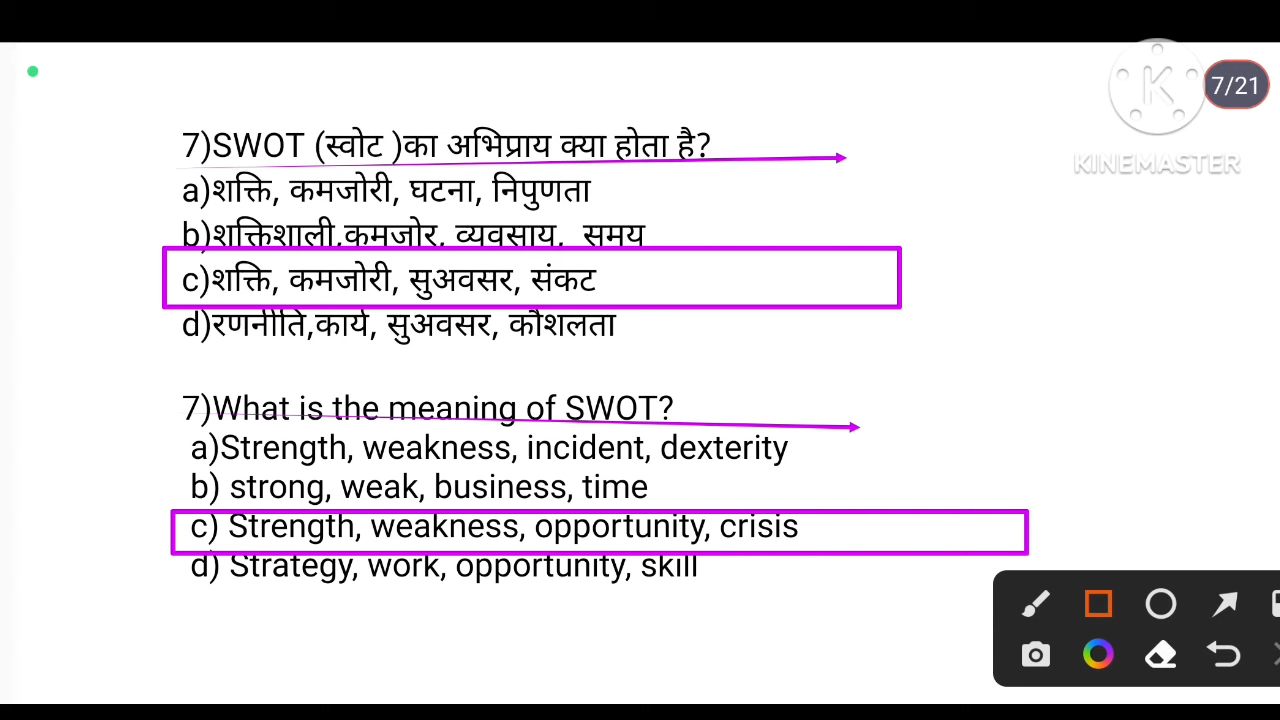 7/21
KINEMASTER
7)SWOT (स्वोट )का अभिप्राय क्या होता है?
a)शक्ति, कमजोरी, घटना, निपुणता
b)शक्तिशाली,कमजोर, व्यवसाय, समय
c)शक्ति, कमजोरी, सुअवसर, संकट
d)रणनीति,कार्य, सुअवसर, कौशलता
7)What is the meaning of SWOT?
a)Strength, weakness, incident, dexterity
b) strong, weak, business, time
c) Strength, weakness, opportunity, crisis
d) Strategy, work, opportunity, skill